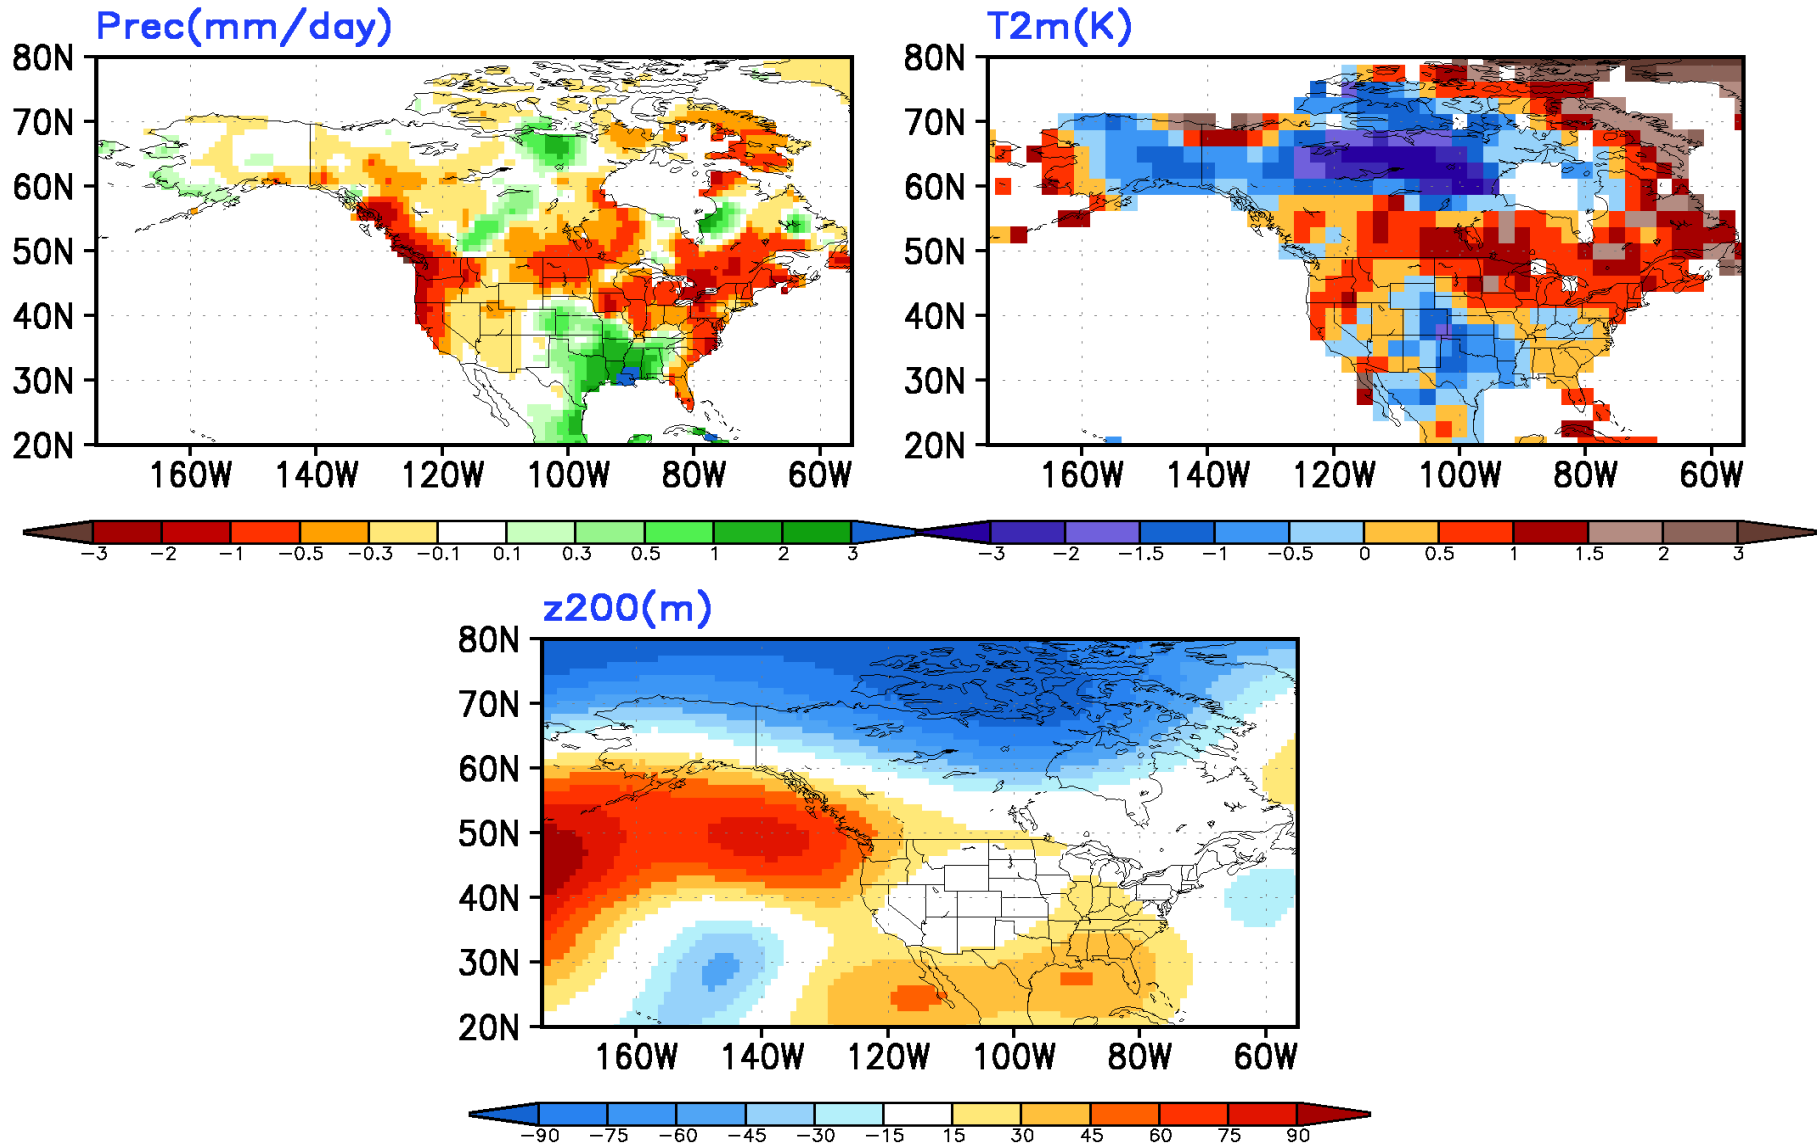 Prec(mm/day)
80N
70N
60N
50N
40N
30N
20N
160W 140W 120W 100W 80W 60W
-3 -2 -1 -0.5 -0.3 -0.1 0.1 0.3 0.5 1 2 3
T2m(K)
80N
70N
60N
50N
40N
30N
20N
160W 140W 120W 100W 80W 60W
-3 -2 -1.5 -1 -0.5 0 0.5 1 1.5 2 3
z200(m)
80N
70N
60N
50N
40N
30N
20N
160W 140W 120W 100W 80W 60W
-90 -75 -60 -45 -30 -15 15 30 45 60 75 90